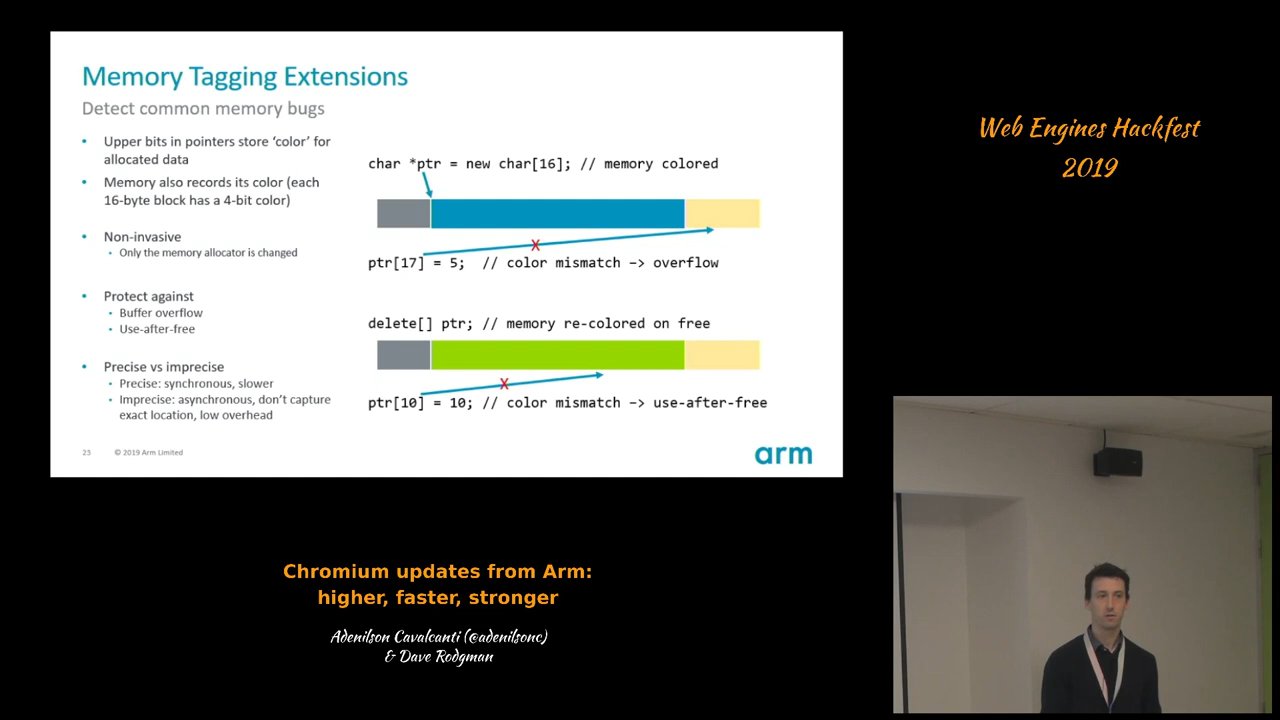 Memory Tagging Extensions
Detect common memory bugs
• Upper bits in pointers store ‘color’ for
allocated data
• Memory also records its color (each
16-byte block has a 4-bit color)
• Non-invasive
• Only the memory allocator is changed
• Protect against
• Buffer overflow
• Use-after-free
• Precise vs imprecise
• Precise: synchronous, slower
• Imprecise: asynchronous, don’t capture
exact location, low overhead
char *ptr = new char[16]; // memory colored
X
ptr[17] = 5;  // color mismatch –> overflow
delete[] ptr; // memory re-colored on free
X
ptr[10] = 10; // color mismatch –> use-after-free
23 © 2019 Arm Limited
arm
Web Engines Hackfest
2019
Chromium updates from Arm:
higher, faster, stronger
Adenilson Cavalcanti (@adenilsonc)
& Dave Rodgman